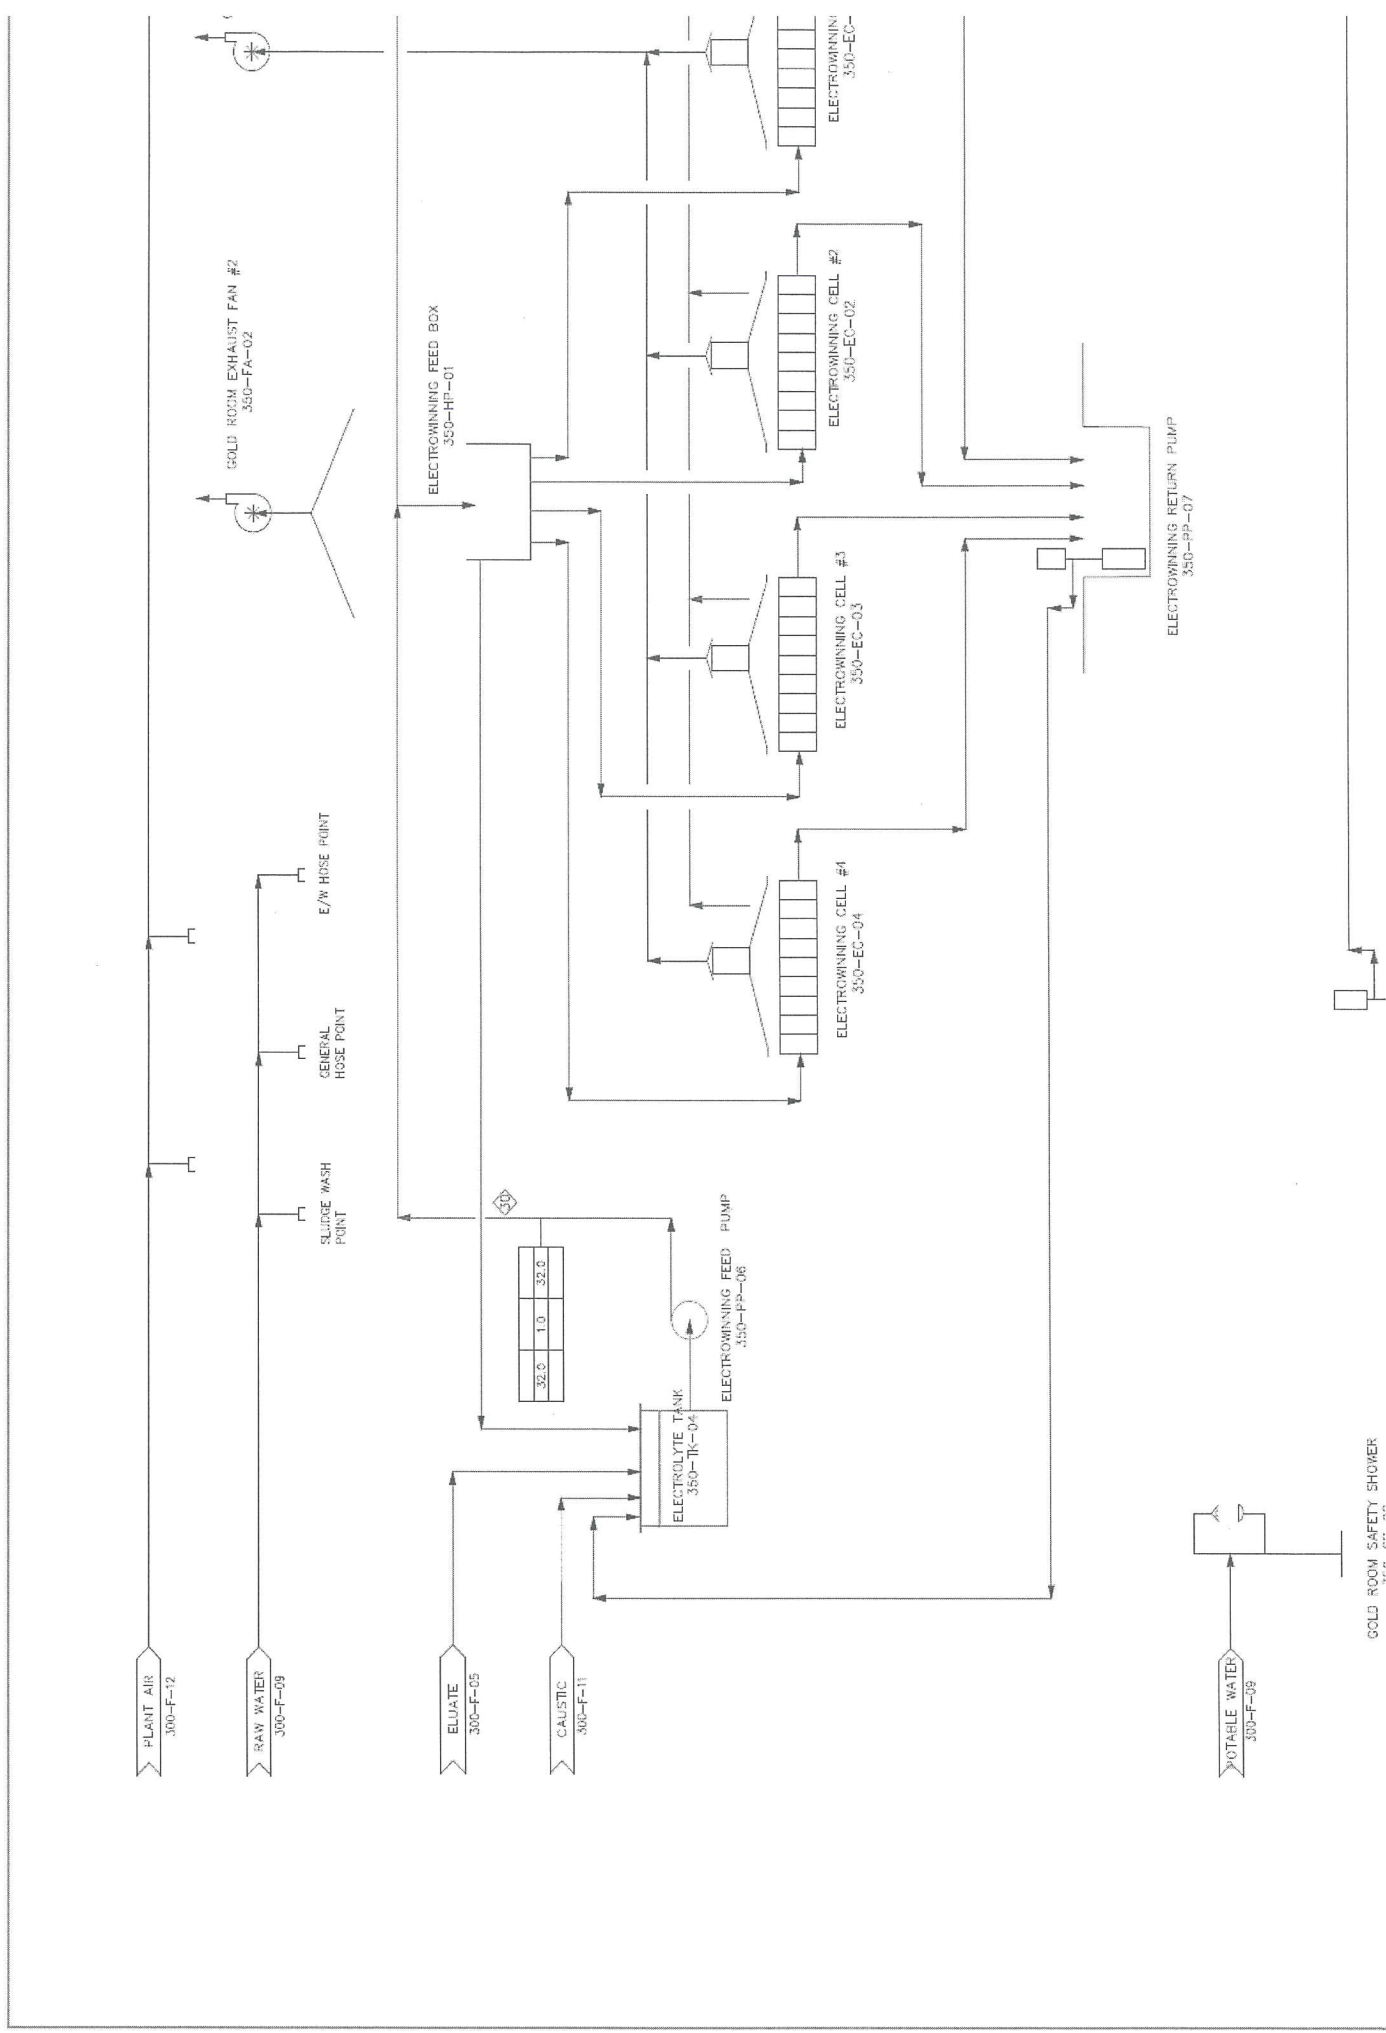 PLANT AIR
300-F-12
RAW WATER
300-F-09
SLUDGE WASH
POINT
GENERAL
HOSE POINT
E/W HOSE POINT
GOLD ROOM EXHAUST FAN #2
350-FA-02
ELUATE
300-F-05
CAUSTIC
300-F-11
ELECTROWINNING FEED BOX
350-HP-01
30
32.0
1.0
32.0
ELECTROLYTE TANK
350-TK-04
ELECTROWINNING FEED PUMP
350-PP-06
ELECTROWINNING CELL #4
350-EC-04
ELECTROWINNING CELL #3
350-EC-03
ELECTROWINNING CELL #2
350-EC-02
ELECTROWINNIN
350-EC-
ELECTROWINNING RETURN PUMP
350-PP-07
POTABLE WATER
300-F-09
GOLD ROOM SAFETY SHOWER